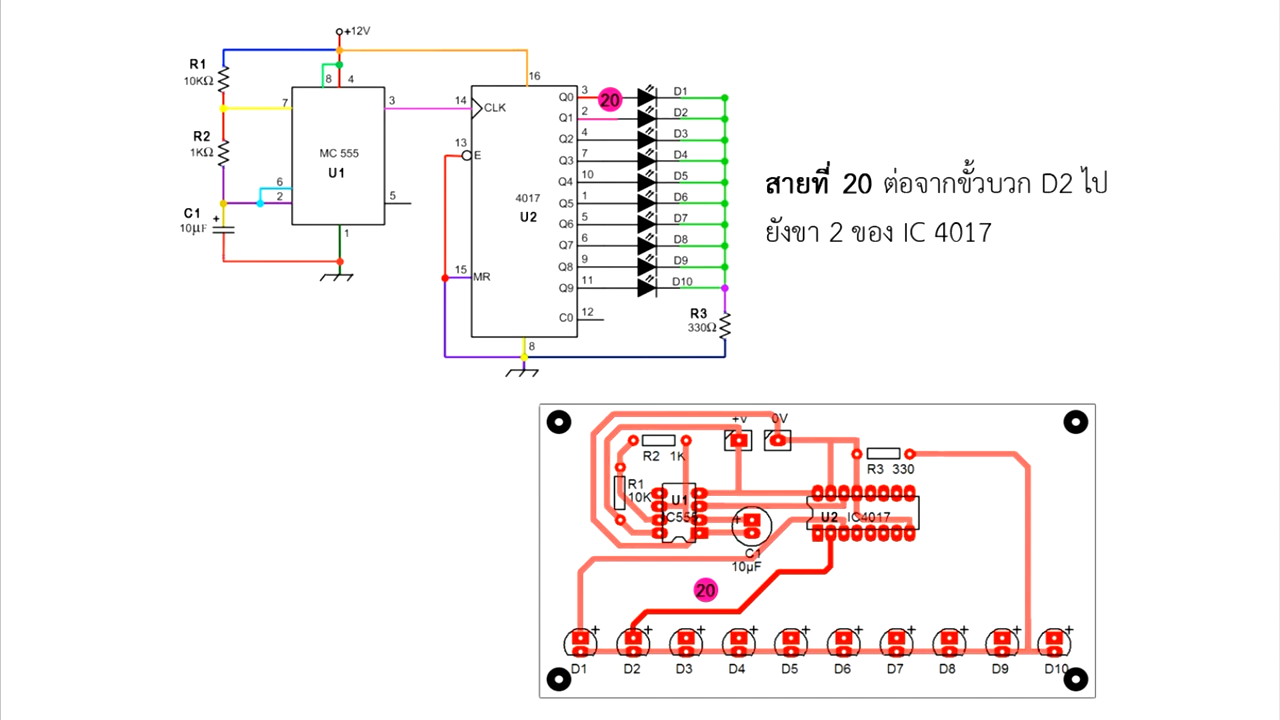 +12V
R1
10KΩ
8
4
7
3
R2
1KΩ
MC 555
U1
6
2
5
C1
+
10µF
1
16
14
CLK
13
E
4017
U2
15
MR
8
Q0
3
20
D1
Q1
2
D2
Q2
4
D3
Q3
7
D4
Q4
10
D5
Q5
1
D6
Q6
5
D7
Q7
6
D8
Q8
9
D9
Q9
11
D10
C0
12
R3
330Ω
สายที่ 20 ต่อจากขั้วบวก D2 ไป
ยังขา 2 ของ IC 4017
+V
0V
R2 1K
R3 330
R1
10K
U1
IC555
+
C1
10µF
U2 IC4017
20
+ + + + + + + + + +
D1 D2 D3 D4 D5 D6 D7 D8 D9 D10